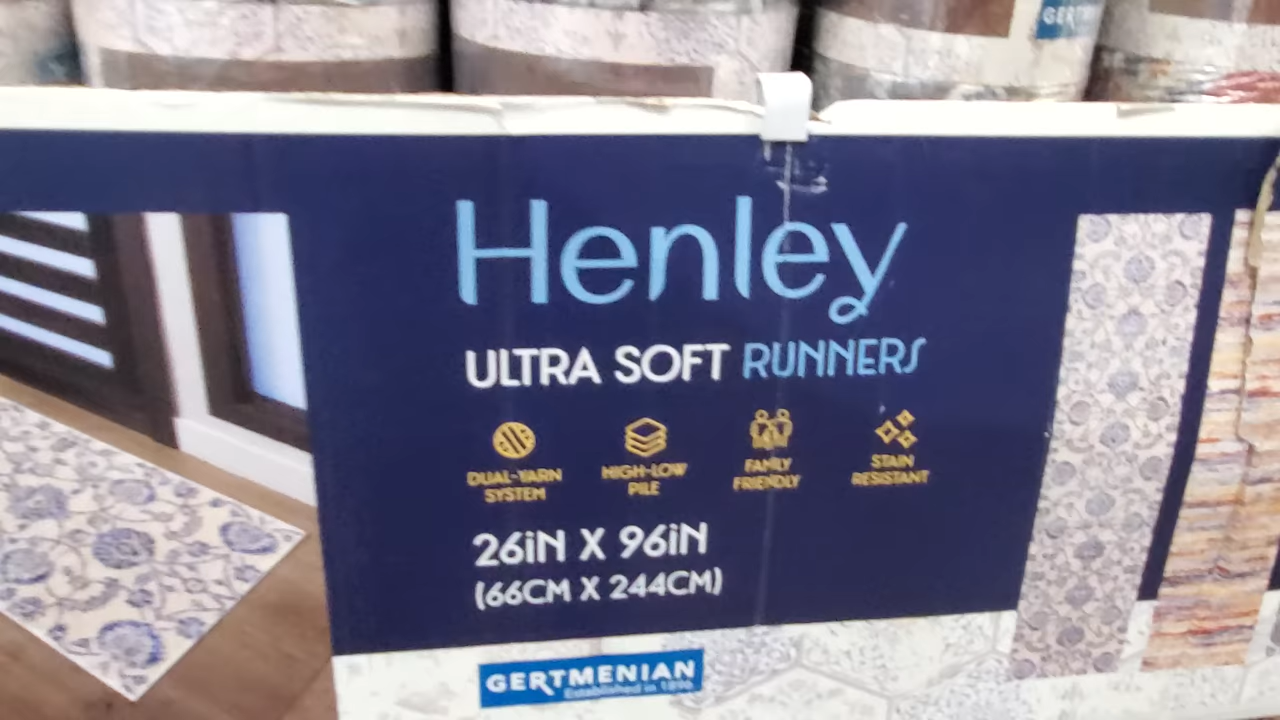 GERTM
Henley
ULTRA SOFT RUNNERS
DUAL-YARN
SYSTEM
HIGH-LOW
PILE
FAMILY
FRIENDLY
STAIN
RESISTANT
26iN X 96iN
(66CM X 244CM)
GERTMENIAN
Established in 1896